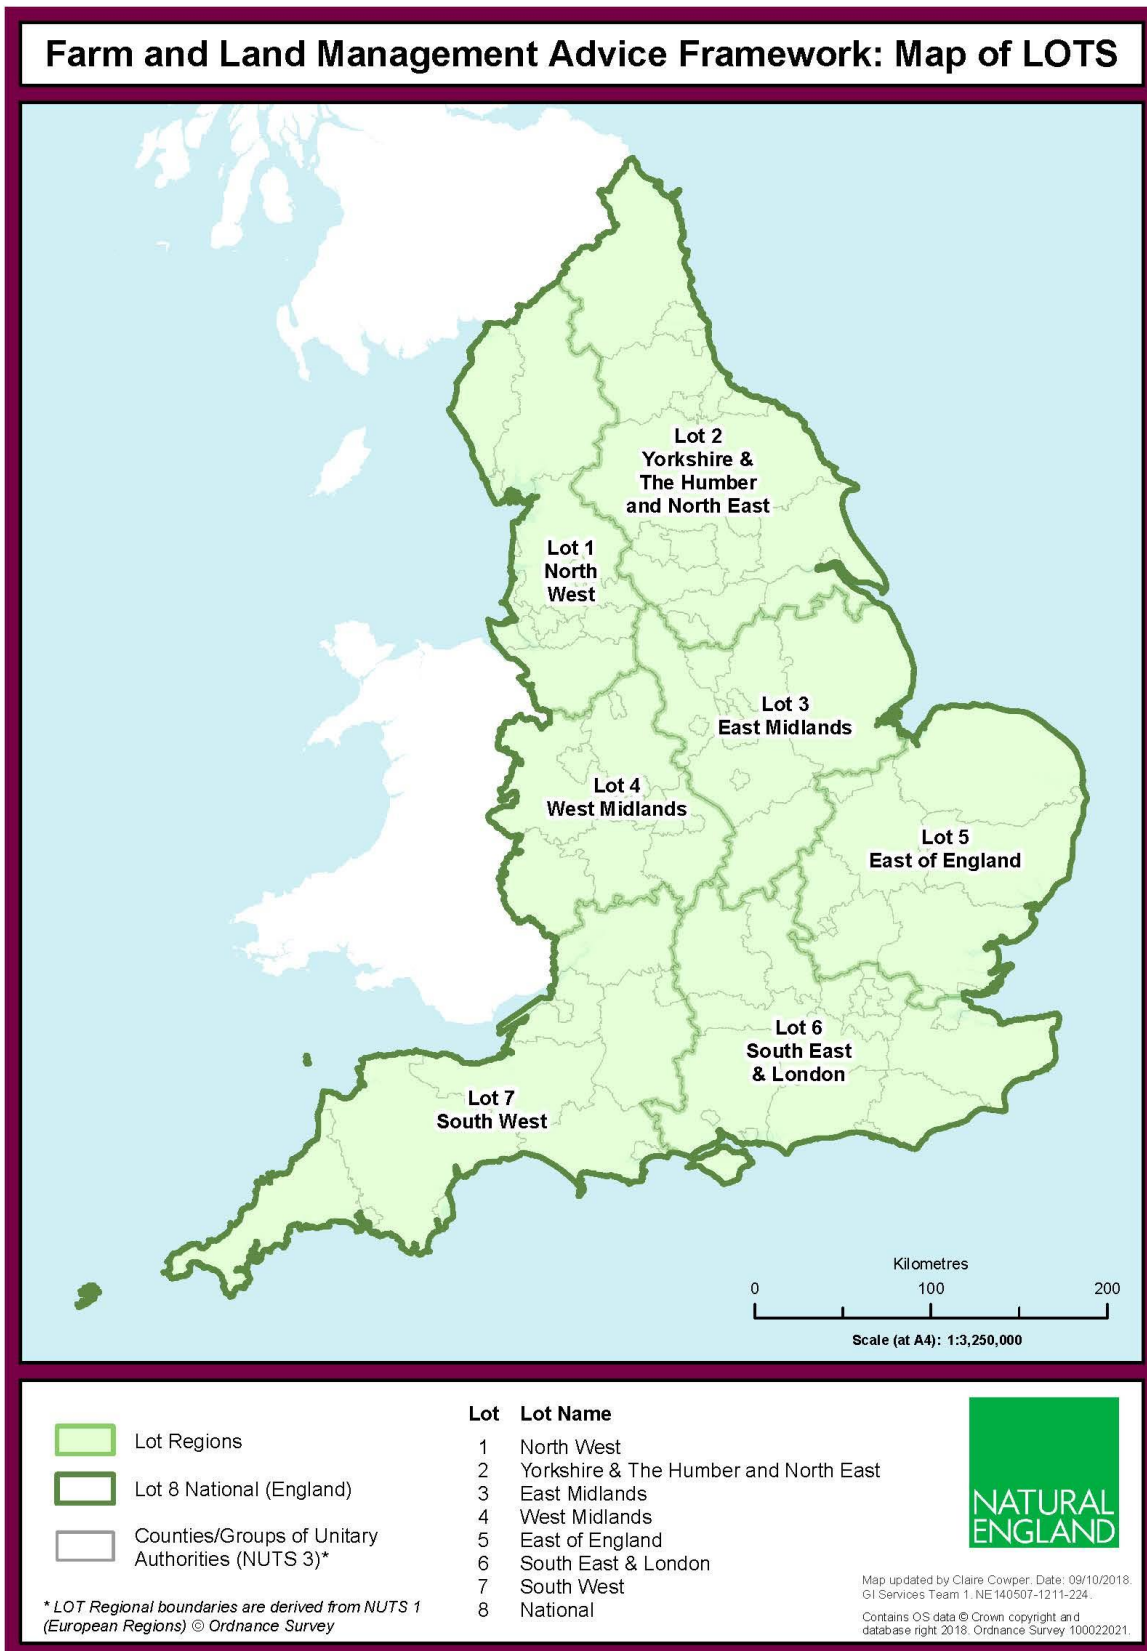 Farm and Land Management Advice Framework: Map of LOTS
Lot 2
Yorkshire &
The Humber
and North East
Lot 1
North
West
Lot 3
East Midlands
Lot 4
West Midlands
Lot 5
East of England
Lot 6
South East
& London
Lot 7
South West
Kilometres
0 100 200
Scale (at A4): 1:3,250,000
Lot Regions
Lot 8 National (England)
Counties/Groups of Unitary
Authorities (NUTS 3)*
* LOT Regional boundaries are derived from NUTS 1
(European Regions) © Ordnance Survey
Lot Lot Name
1 North West
2 Yorkshire & The Humber and North East
3 East Midlands
4 West Midlands
5 East of England
6 South East & London
7 South West
8 National
NATURAL
ENGLAND
Map updated by Claire Cowper. Date: 09/10/2018.
GI Services Team 1. NE140507-1211-224.
Contains OS data © Crown copyright and
database right 2018. Ordnance Survey 100022021.